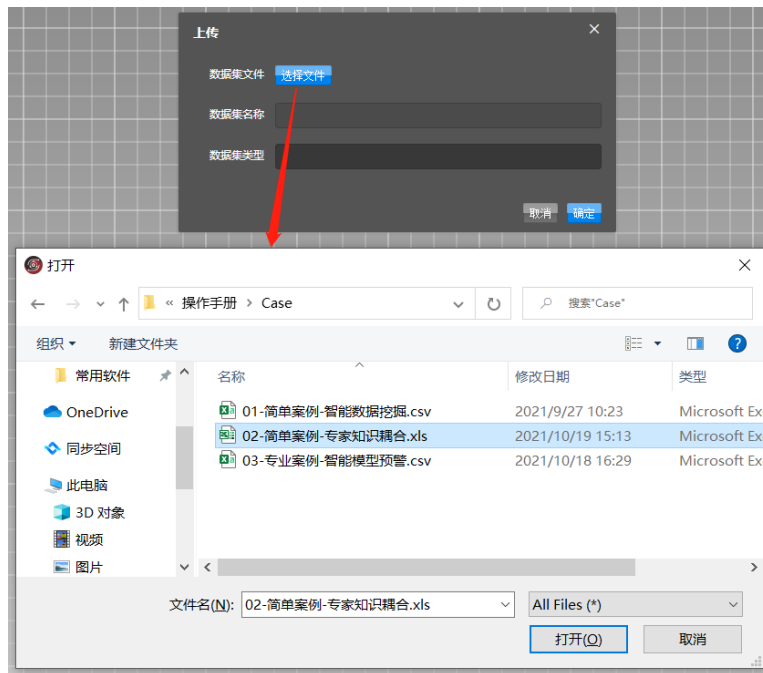 上传
数据集文件 选择文件
数据集名称
数据集类型
取消 确定
打开
« 操作手册 › Case 搜索"Case"
组织 新建文件夹
常用软件 名称 修改日期 类型
OneDrive 01-简单案例-智能数据挖掘.csv 2021/9/27 10:23 Microsoft Ex
同步空间 02-简单案例-专家知识耦合.xls 2021/10/19 15:13 Microsoft Ex
03-专业案例-智能模型预警.csv 2021/10/18 16:29 Microsoft Ex
此电脑
3D 对象
视频
图片
文件名(N): 02-简单案例-专家知识耦合.xls All Files (*)
打开(O) 取消